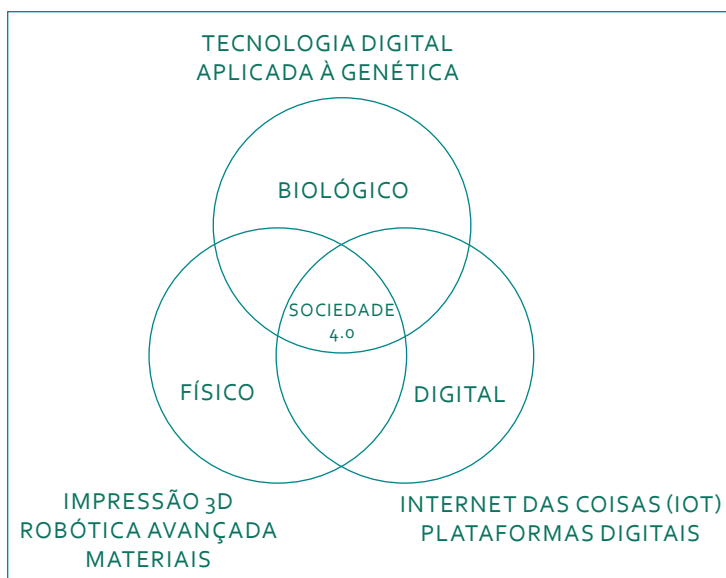 TECNOLOGIA DIGITAL
APLICADA À GENÉTICA
BIOLÓGICO
SOCIEDADE
4.0
FÍSICO
DIGITAL
IMPRESSÃO 3D
ROBÓTICA AVANÇADA
MATERIAIS
INTERNET DAS COISAS (IOT)
PLATAFORMAS DIGITAIS